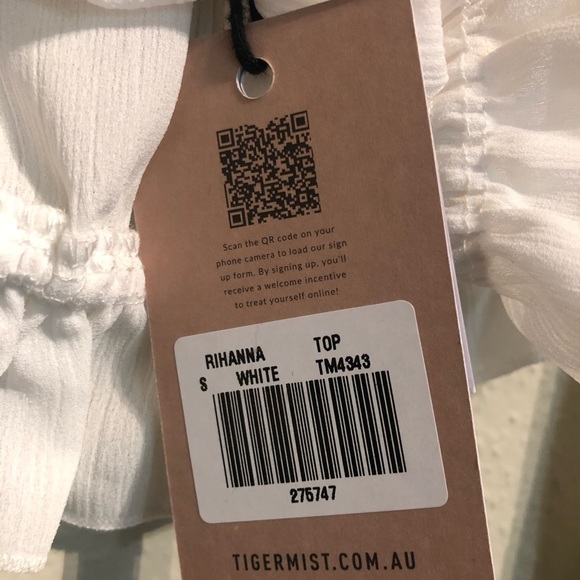 Scan the QR code on your
phone camera to load our sign
up form. By signing up, you'll
receive a welcome incentive
to treat yourself online!
RIHANNA TOP
S WHITE TM4343
275747
TIGERMIST.COM.AU